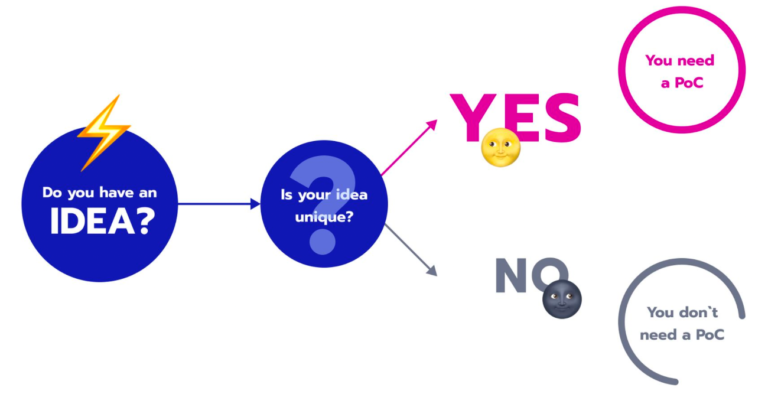 Do you have an
IDEA?
Is your idea
unique?
?
YES
You need
a PoC
NO
You don`t
need a PoC